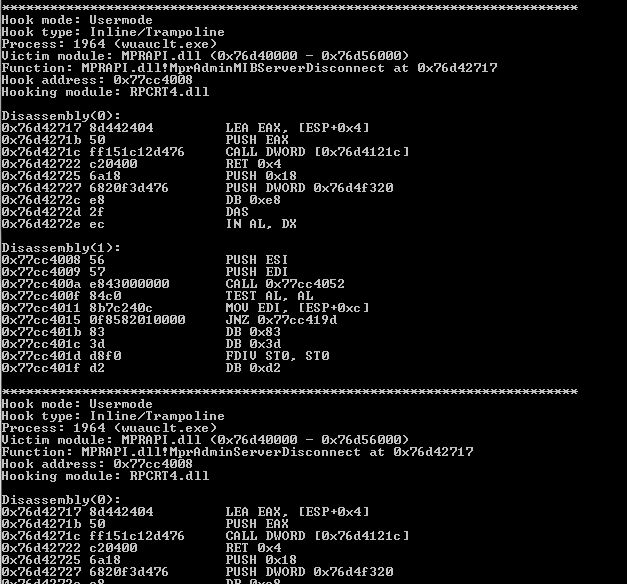 ************************************************************************
Hook mode: Usermode
Hook type: Inline/Trampoline
Process: 1964 (wuauclt.exe)
Victim module: MPRAPI.dll (0x76d40000 - 0x76d56000)
Function: MPRAPI.dll!MprAdminMIBServerDisconnect at 0x76d42717
Hook address: 0x77cc4008
Hooking module: RPCRT4.dll

Disassembly(0):
0x76d42717 8d442404 LEA EAX, [ESP+0x4]
0x76d4271b 50 PUSH EAX
0x76d4271c ff151c12d476 CALL DWORD [0x76d4121c]
0x76d42722 c20400 RET 0x4
0x76d42725 6a18 PUSH 0x18
0x76d42727 6820f3d476 PUSH DWORD 0x76d4f320
0x76d4272c e8 DB 0xe8
0x76d4272d 2f DAS
0x76d4272e ec IN AL, DX

Disassembly(1):
0x77cc4008 56 PUSH ESI
0x77cc4009 57 PUSH EDI
0x77cc400a e843000000 CALL 0x77cc4052
0x77cc400f 84c0 TEST AL, AL
0x77cc4011 8b7c240c MOV EDI, [ESP+0xc]
0x77cc4015 0f8582010000 JNZ 0x77cc419d
0x77cc401b 83 DB 0x83
0x77cc401c 3d DB 0x3d
0x77cc401d d8f0 FDIV ST0, ST0
0x77cc401f d2 DB 0xd2

************************************************************************
Hook mode: Usermode
Hook type: Inline/Trampoline
Process: 1964 (wuauclt.exe)
Victim module: MPRAPI.dll (0x76d40000 - 0x76d56000)
Function: MPRAPI.dll!MprAdminServerDisconnect at 0x76d42717
Hook address: 0x77cc4008
Hooking module: RPCRT4.dll

Disassembly(0):
0x76d42717 8d442404 LEA EAX, [ESP+0x4]
0x76d4271b 50 PUSH EAX
0x76d4271c ff151c12d476 CALL DWORD [0x76d4121c]
0x76d42722 c20400 RET 0x4
0x76d42725 6a18 PUSH 0x18
0x76d42727 6820f3d476 PUSH DWORD 0x76d4f320
0x76d4272c e8 DB 0xe8